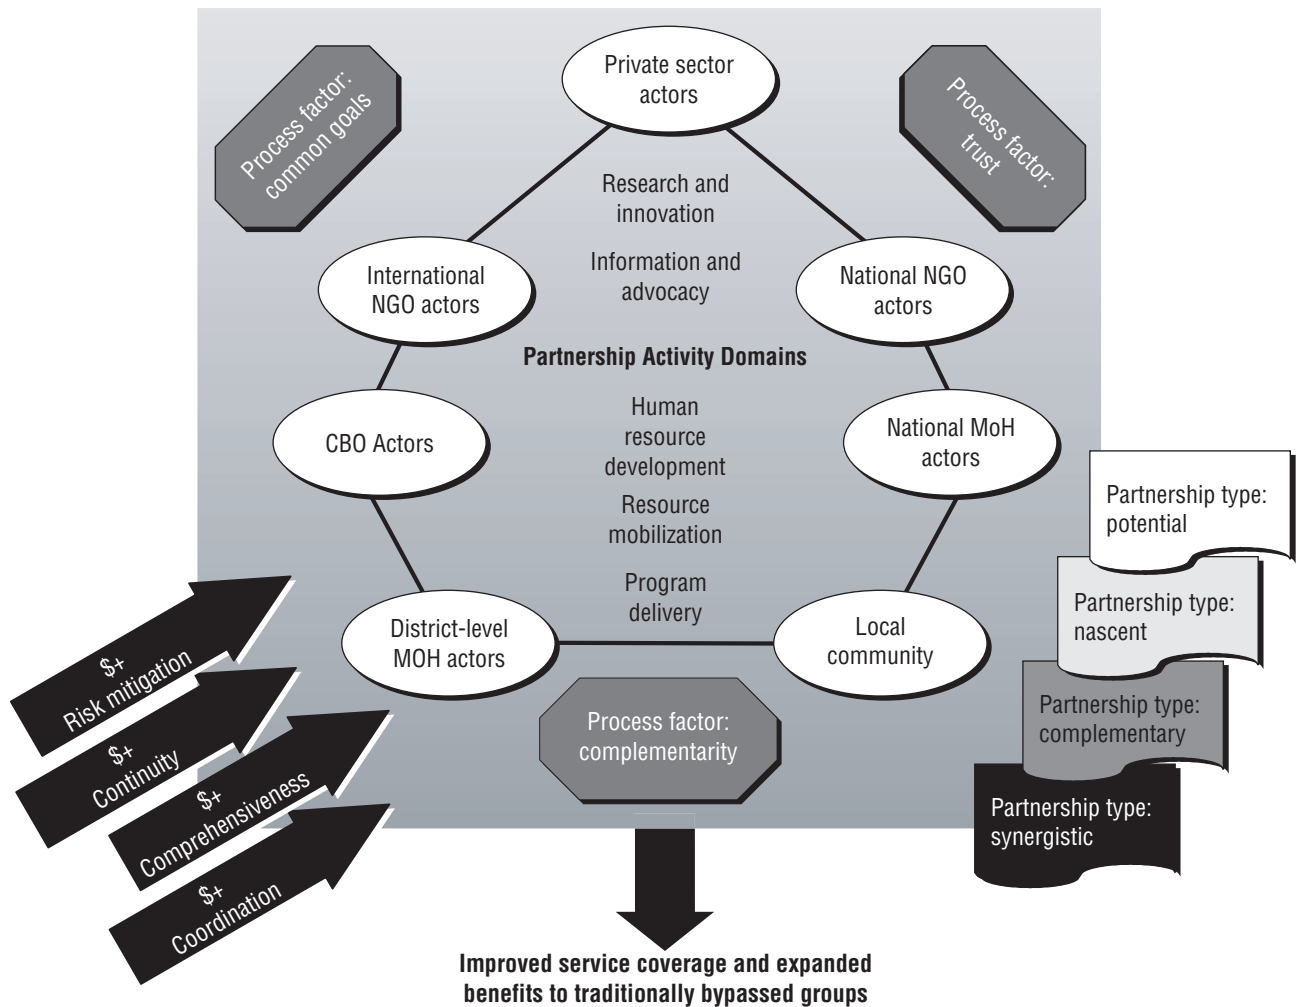 Private sector
actors
Process factor:
common goals
Process factor:
trust
Research and
innovation
International
NGO actors
Information and
advocacy
National NGO
actors
Partnership Activity Domains
CBO Actors
Human
resource
development
National MoH
actors
Resource
mobilization
Partnership type:
potential
Program
delivery
Partnership type:
nascent
District-level
MOH actors
Local
community
Process factor:
complementarity
Partnership type:
complementary
Partnership type:
synergistic
$+
Risk mitigation
$+
Continuity
$+
Comprehensiveness
$+
Coordination
Improved service coverage and expanded
benefits to traditionally bypassed groups